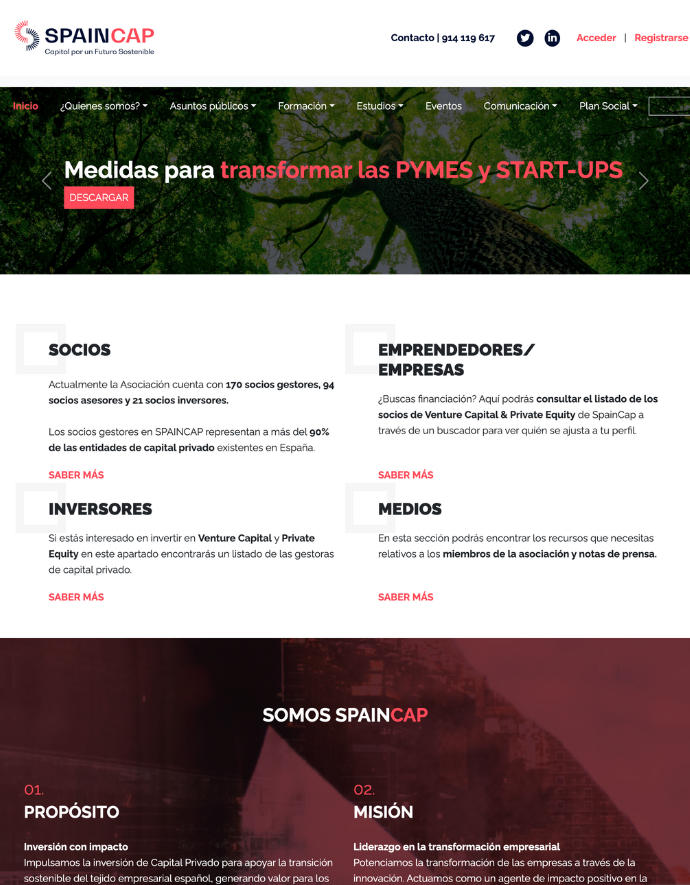 SPAINCAP
Capital por un Futuro Sostenible
Contacto | 914 119 617
Acceder | Registrarse
Inicio ¿Quienes somos? Asuntos públicos Formación Estudios Eventos Comunicación Plan Social
Medidas para transformar las PYMES y START-UPS
DESCARGAR
SOCIOS
Actualmente la Asociación cuenta con 170 socios gestores, 94
socios asesores y 21 socios inversores.
Los socios gestores en SPAINCAP representan a más del 90%
de las entidades de capital privado existentes en España.
SABER MÁS
EMPRENDEDORES/
EMPRESAS
¿Buscas financiación? Aquí podrás consultar el listado de los
socios de Venture Capital & Private Equity de SpainCap a
través de un buscador para ver quién se ajusta a tu perfil.
SABER MÁS
INVERSORES
Si estás interesado en invertir en Venture Capital y Private
Equity en este apartado encontrarás un listado de las gestoras
de capital privado.
SABER MÁS
MEDIOS
En esta sección podrás encontrar los recursos que necesitas
relativos a los miembros de la asociación y notas de prensa.
SABER MÁS
SOMOS SPAINCAP
01.
PROPÓSITO
Inversión con impacto
Impulsamos la inversión de Capital Privado para apoyar la transición
sostenible del tejido empresarial español, generando valor para los
02.
MISIÓN
Liderazgo en la transformación empresarial
Potenciamos la transformación de las empresas a través de la
innovación. Actuamos como un agente de impacto positivo en la